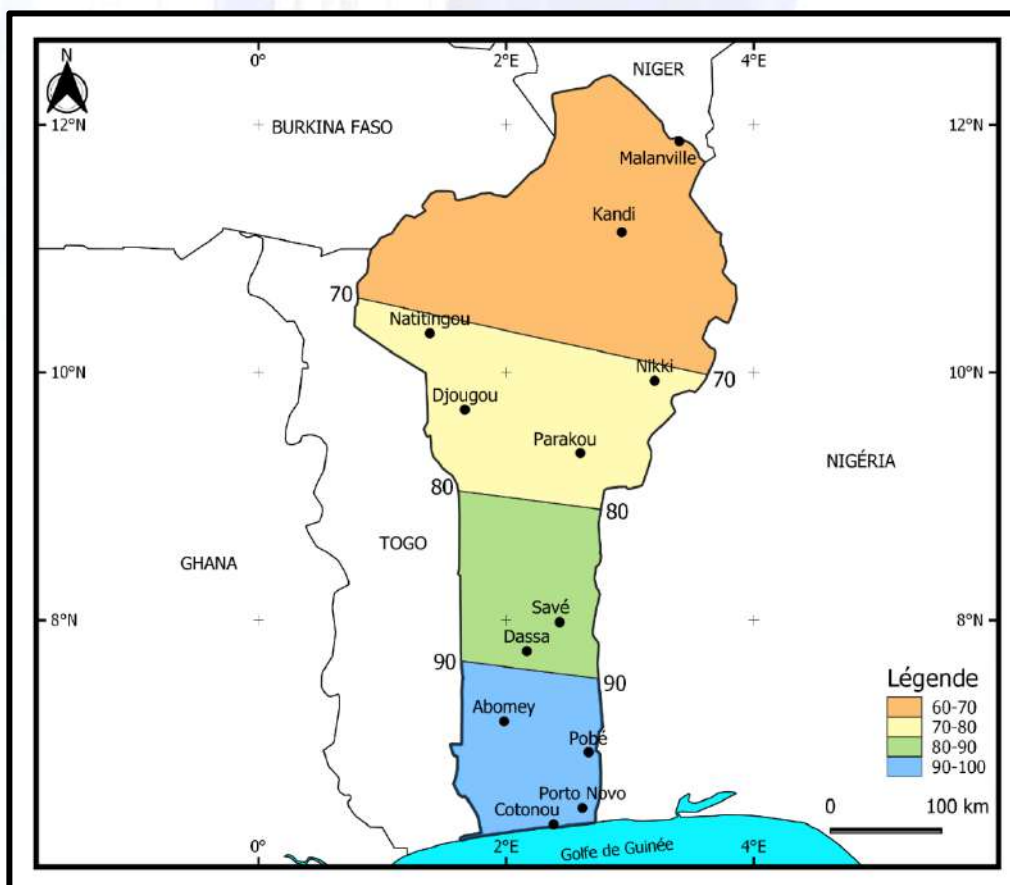 N
0°
2°E
4°E
NIGER
BURKINA FASO
12°N
12°N
Malanville
Kandi
70
Natitingou
10°N
Nikki
70
10°N
Djougou
Parakou
NIGÉRIA
80
80
TOGO
GHANA
8°N
Savé
8°N
Dassa
90
90
Légende
60-70
70-80
80-90
90-100
Abomey
Pobé
Porto Novo
Cotonou
0
100 km
Golfe de Guinée
0°
2°E
4°E